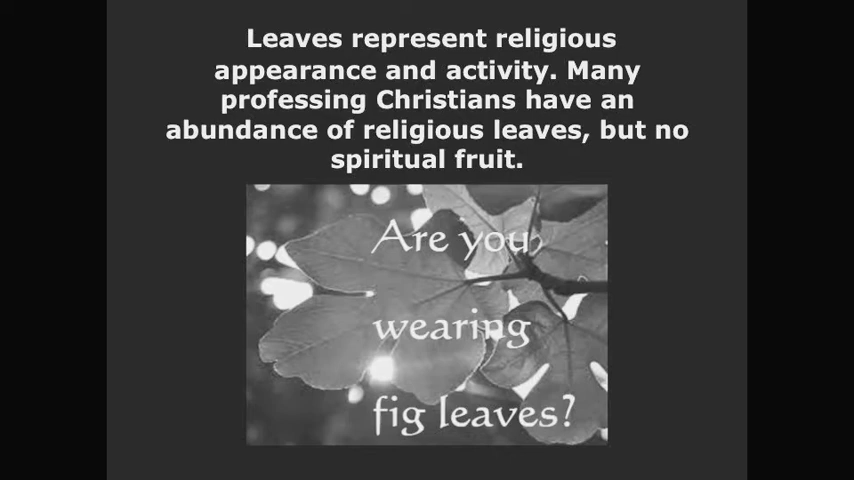 Leaves represent religious
appearance and activity. Many
professing Christians have an
abundance of religious leaves, but no
spiritual fruit.
Are you
wearing
fig leaves?